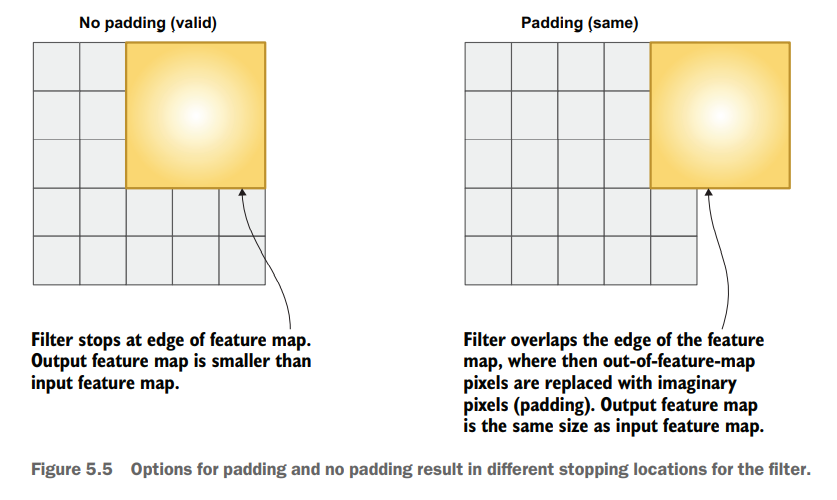 No padding (valid)
Padding (same)
Filter stops at edge of feature map.
Output feature map is smaller than
input feature map.
Filter overlaps the edge of the feature
map, where then out-of-feature-map
pixels are replaced with imaginary
pixels (padding). Output feature map
is the same size as input feature map.
Figure 5.5 Options for padding and no padding result in different stopping locations for the filter.